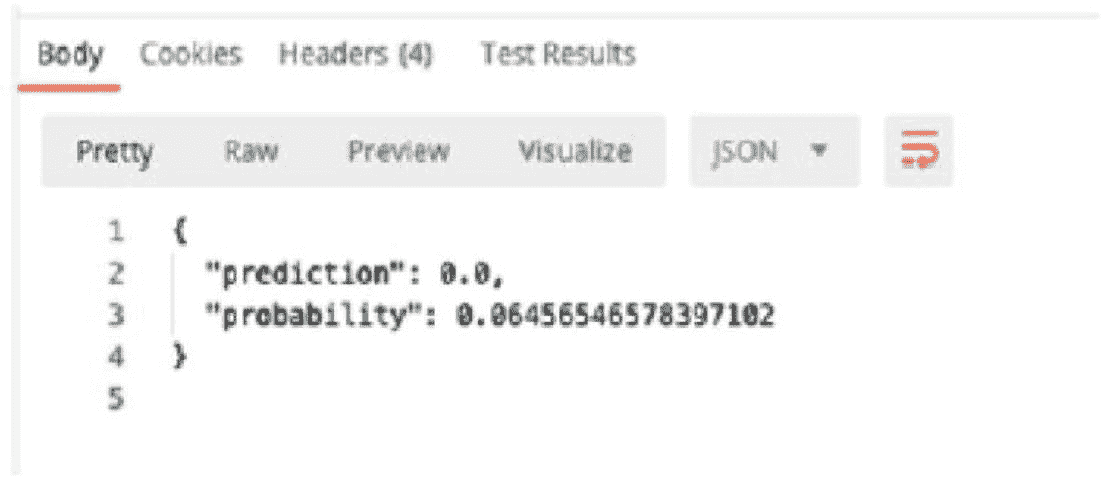 Body Cookies Headers (4) Test Results
Pretty Raw Preview Visualize JSON
1 {
2 "prediction": 0.0,
3 "probability": 0.06456546578397102
4 }
5